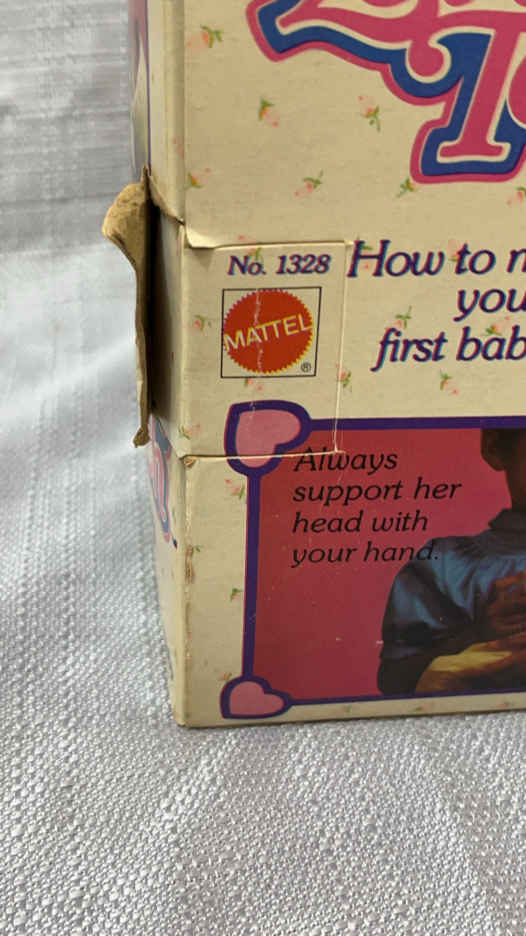 No. 1328
MATTEL
®
How to
you
first bab
Always
support her
head with
your hand.